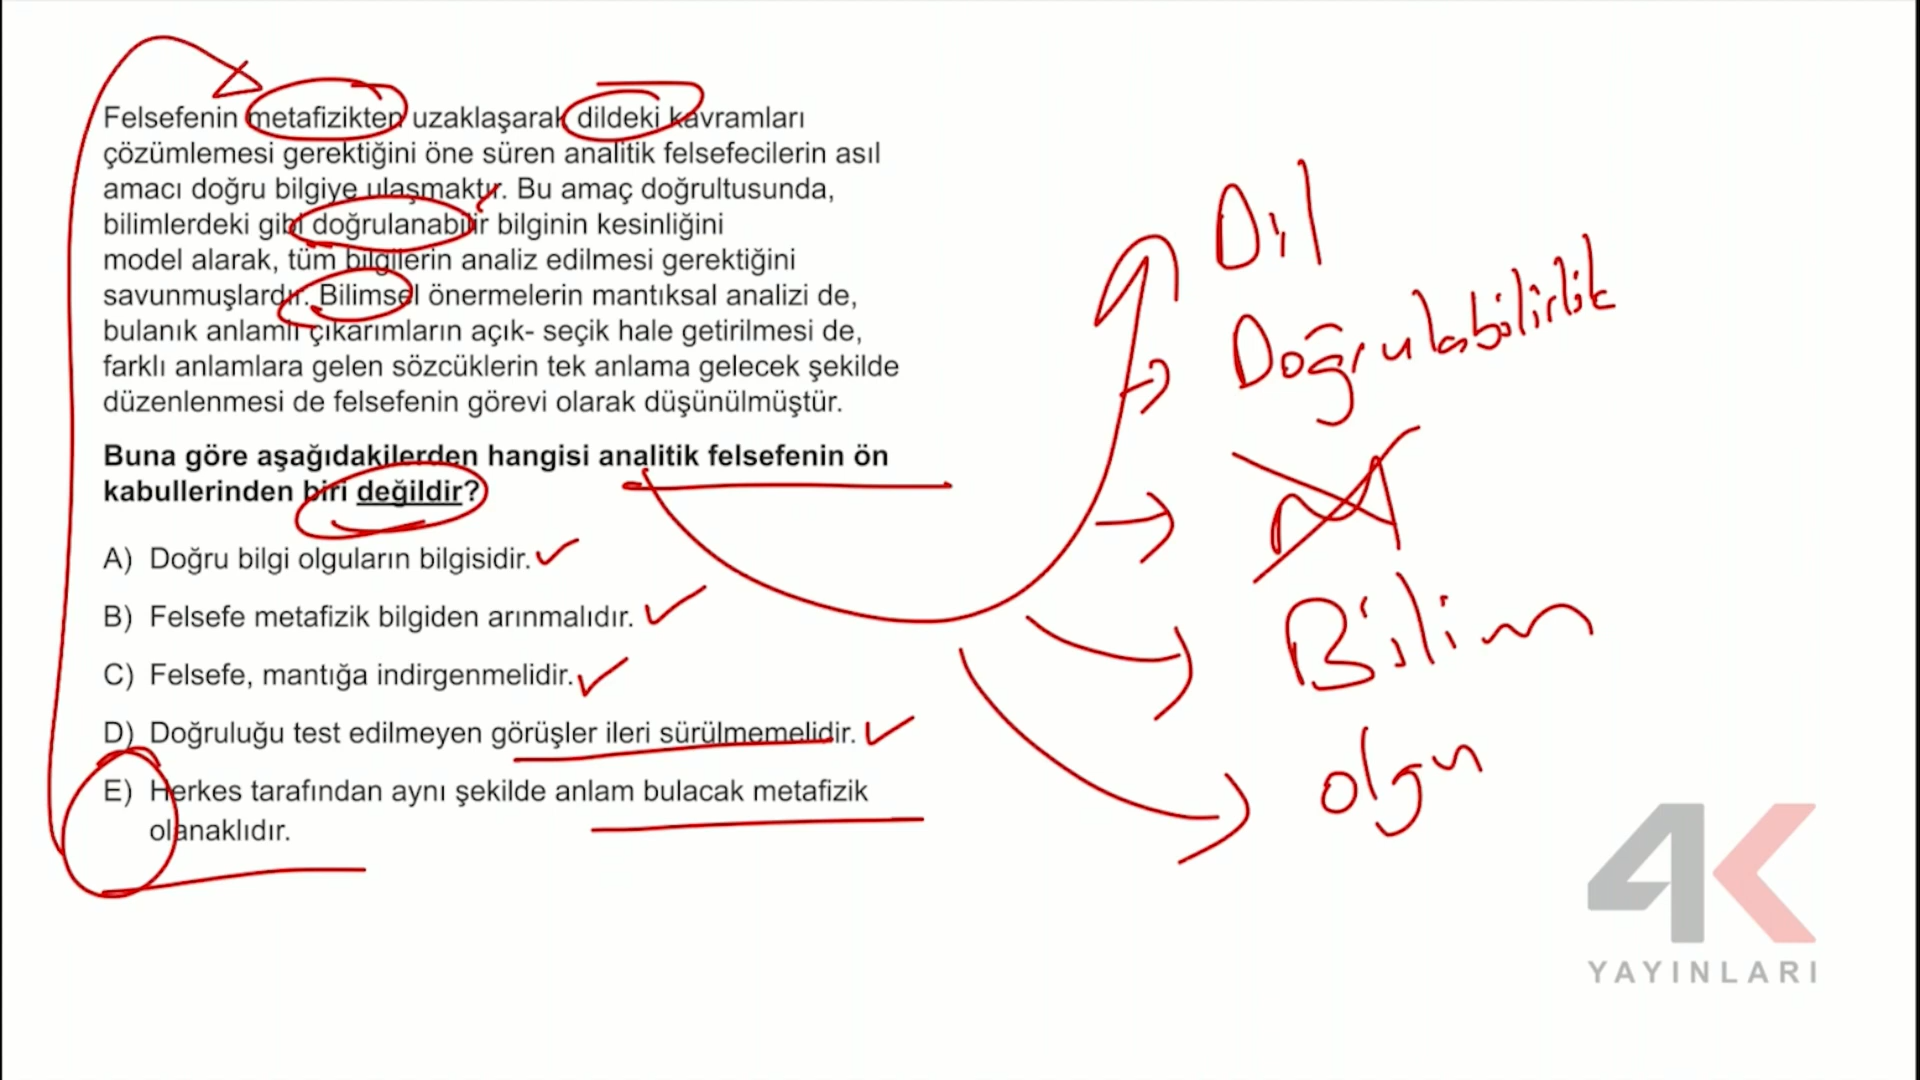 Felsefenin metafizikten uzaklaşarak dildeki kavramları
çözümlemesi gerektiğini öne süren analitik felsefecilerin asıl
amacı doğru bilgiye ulaşmaktır. Bu amaç doğrultusunda,
bilimlerdeki gibi doğrulanabilir bilginin kesinliğini
model alarak, tüm bilgilerin analiz edilmesi gerektiğini
savunmuşlardır. Bilimsel önermelerin mantıksal analizi de,
bulanık anlamlı çıkarımların açık- seçik hale getirilmesi de,
farklı anlamlara gelen sözcüklerin tek anlama gelecek şekilde
düzenlenmesi de felsefenin görevi olarak düşünülmüştür.
Buna göre aşağıdakilerden hangisi analitik felsefenin ön
kabullerinden biri değildir?
A) Doğru bilgi olguların bilgisidir.
B) Felsefe metafizik bilgiden arınmalıdır.
C) Felsefe, mantığa indirgenmelidir.
D) Doğruluğu test edilmeyen görüşler ileri sürülmemelidir.
E) Herkes tarafından aynı şekilde anlam bulacak metafizik
olanaklıdır.
Dil
Doğrulabilirlik
M
Bilim
olgu
4K
YAYINLARI